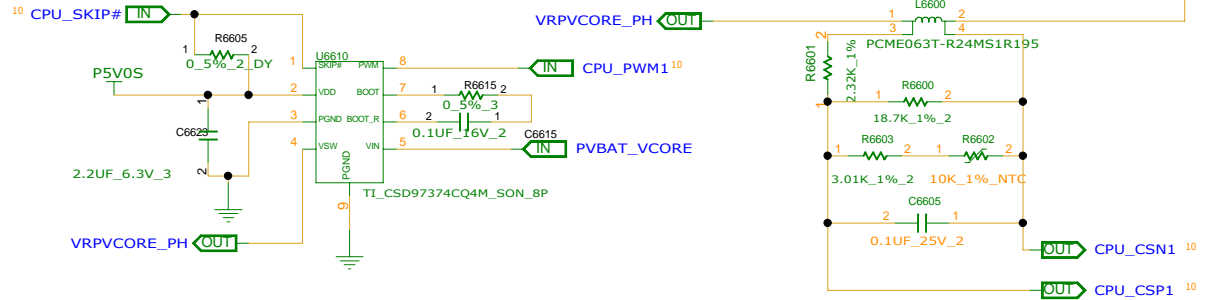 10 CPU_SKIP# IN
1 R6605 2
0_5%_2_DY
P5V0S
1
C6623
2
2.2UF_6.3V_3
VRPVCORE_PH OUT
U6610
1 SKIP# PWM 8
2 VDD BOOT 7
3 PGND BOOT_R 6
4 VSW VIN 5
PGND
9
TI_CSD97374CQ4M_SON_8P
IN CPU_PWM1 10
1 R6615 2
0_5%_3
2 1
0.1UF_16V_2
C6615
IN PVBAT_VCORE
VRPVCORE_PH OUT
L6600
1 2
3 4
PCME063T-R24MS1R195
2
R6601
2.32K_1%
1
1 R6600 2
18.7K_1%_2
1 R6603 2
3.01K_1%_2
1 R6602 2
10K_1%_NTC
C6605
2 1
0.1UF_25V_2
OUT CPU_CSN1 10
OUT CPU_CSP1 10